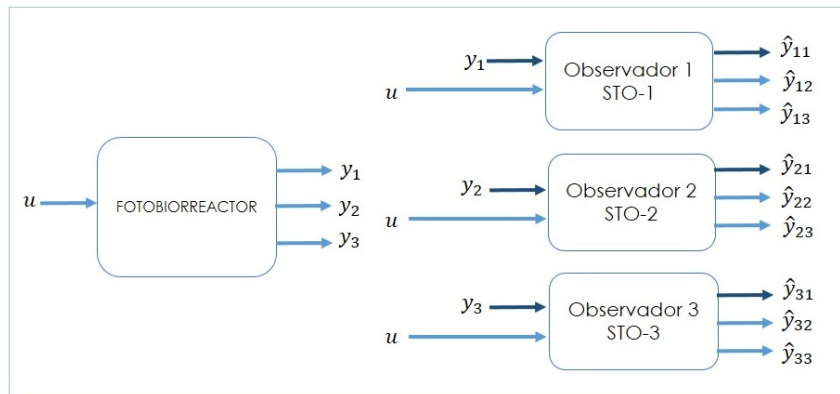 u
FOTOBIORREACTOR
y₁
y₂
y₃
y₁
u
Observador 1
STO-1
ŷ₁₁
ŷ₁₂
ŷ₁₃
y₂
u
Observador 2
STO-2
ŷ₂₁
ŷ₂₂
ŷ₂₃
y₃
u
Observador 3
STO-3
ŷ₃₁
ŷ₃₂
ŷ₃₃